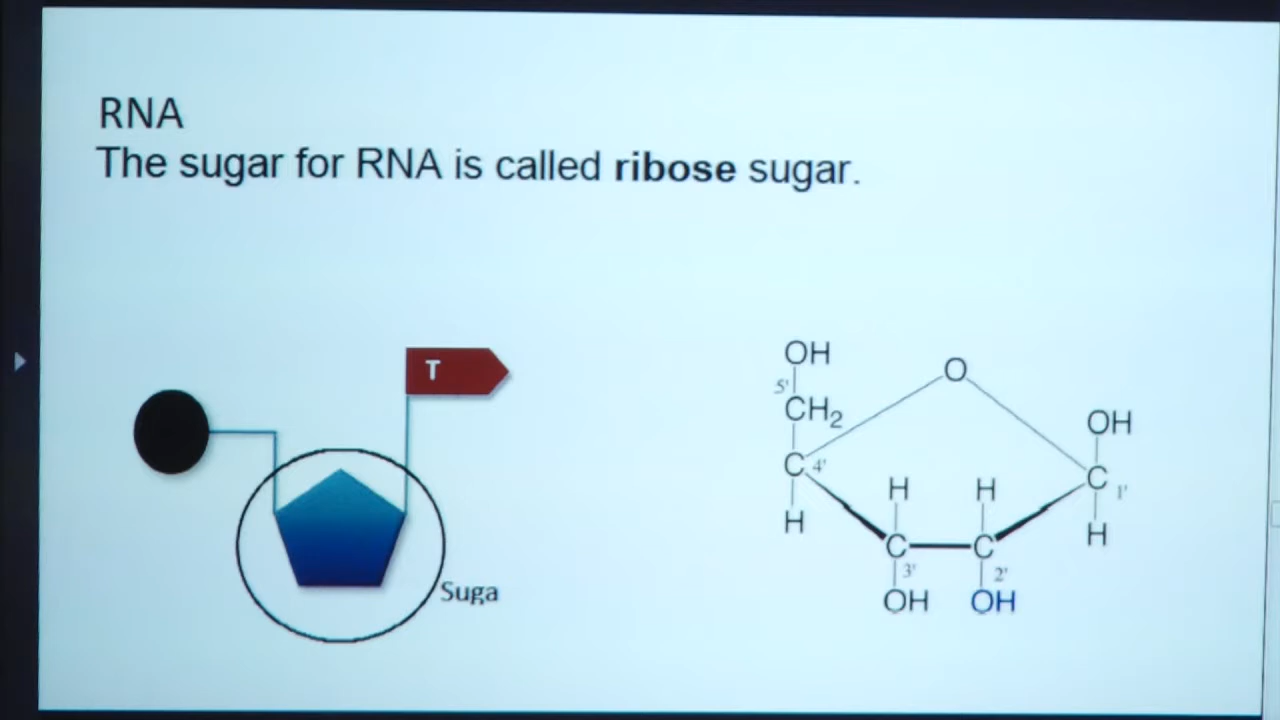 RNA
The sugar for RNA is called ribose sugar.
T
Suga
OH
5'
CH2
C 4'
H
O
OH
C 1'
H
H H
C C
3' 2'
OH OH